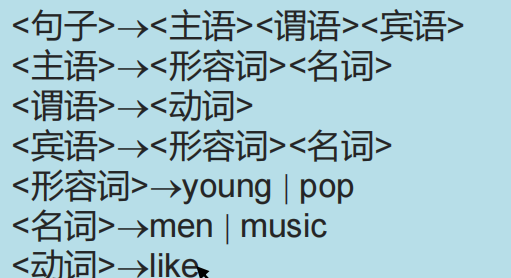 <句子>→<主语><谓语><宾语>
<主语>→<形容词><名词>
<谓语>→<动词>
<宾语>→<形容词><名词>
<形容词>→young | pop
<名词>→men | music
<动词>→like